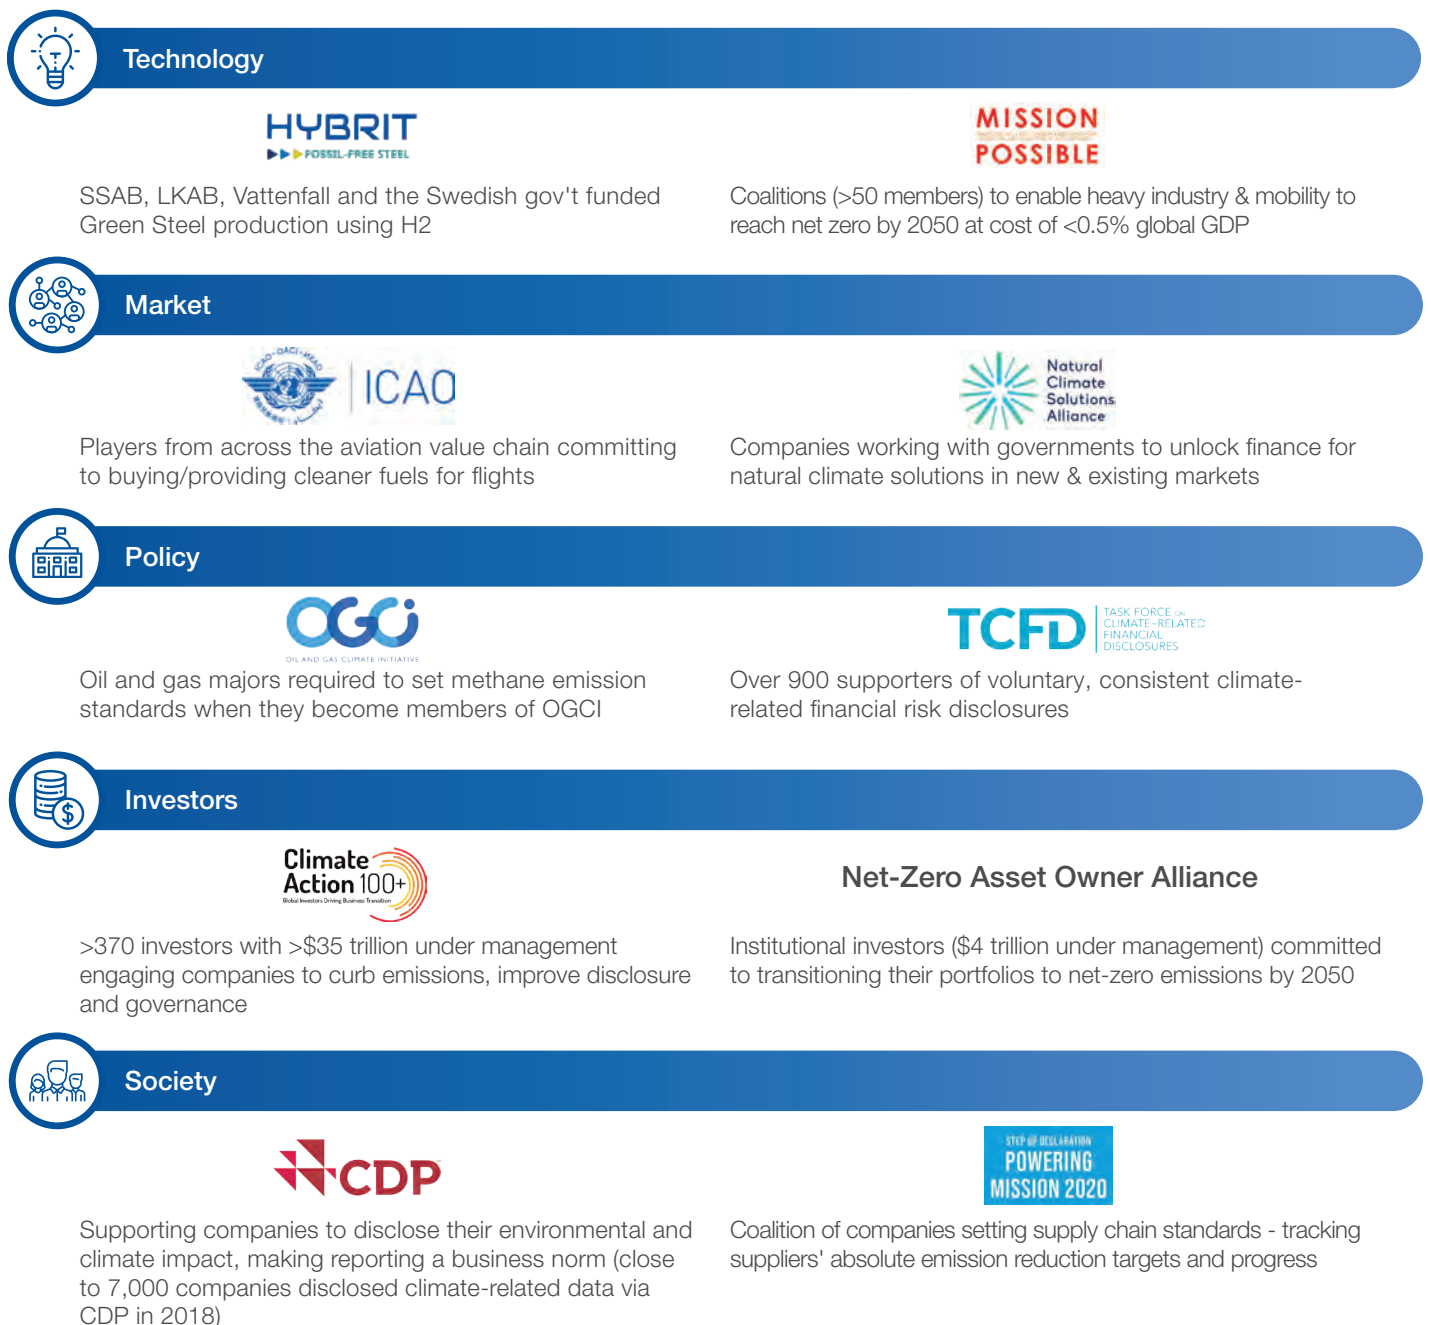 Technology
HYBRIT
FOSSIL-FREE STEEL
MISSION
POSSIBLE
SSAB, LKAB, Vattenfall and the Swedish gov't funded
Green Steel production using H2
Coalitions (>50 members) to enable heavy industry & mobility to
reach net zero by 2050 at cost of <0.5% global GDP
Market
ICAO
Natural
Climate
Solutions
Alliance
Players from across the aviation value chain committing
to buying/providing cleaner fuels for flights
Companies working with governments to unlock finance for
natural climate solutions in new & existing markets
Policy
OGCi
OIL AND GAS CLIMATE INITIATIVE
TCFD
TASK FORCE ON
CLIMATE-RELATED
FINANCIAL
DISCLOSURES
Oil and gas majors required to set methane emission
standards when they become members of OGCI
Over 900 supporters of voluntary, consistent climate-
related financial risk disclosures
Investors
Climate
Action 100+
Global Investors Driving Business Transition
Net-Zero Asset Owner Alliance
>370 investors with >$35 trillion under management
engaging companies to curb emissions, improve disclosure
and governance
Institutional investors ($4 trillion under management) committed
to transitioning their portfolios to net-zero emissions by 2050
Society
CDP
STEP UP DECLARATION
POWERING
MISSION 2020
Supporting companies to disclose their environmental and
climate impact, making reporting a business norm (close
to 7,000 companies disclosed climate-related data via
CDP in 2018)
Coalition of companies setting supply chain standards - tracking
suppliers' absolute emission reduction targets and progress